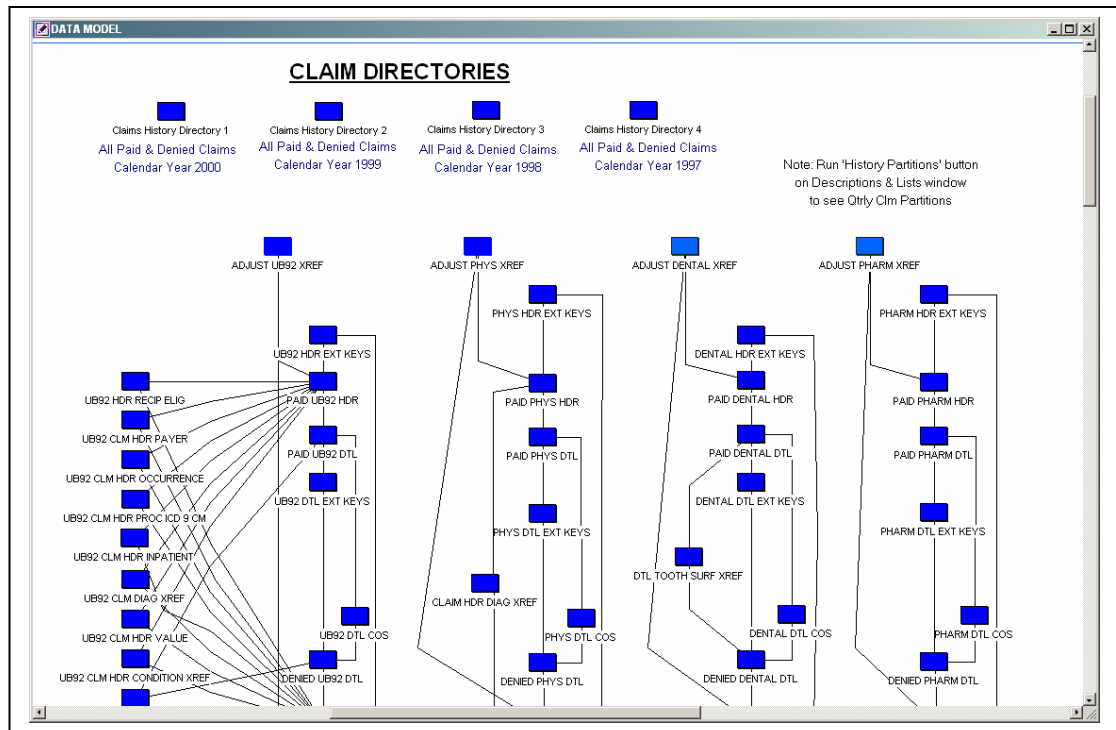 DATA MODEL
CLAIM DIRECTORIES
Claims History Directory 1
All Paid & Denied Claims
Calendar Year 2000
Claims History Directory 2
All Paid & Denied Claims
Calendar Year 1999
Claims History Directory 3
All Paid & Denied Claims
Calendar Year 1998
Claims History Directory 4
All Paid & Denied Claims
Calendar Year 1997
Note: Run 'History Partitions' button
on Descriptions & Lists window
to see Qtrly Clm Partitions
ADJUST UB92 XREF
UB92 HDR EXT KEYS
UB92 HDR RECIP ELIG
PAID UB92 HDR
UB92 CLM HDR PAYER
PAID UB92 DTL
UB92 CLM HDR OCCURRENCE
UB92 DTL EXT KEYS
UB92 CLM HDR PROC ICD 9 CM
UB92 CLM HDR INPATIENT
UB92 CLM DIAG XREF
UB92 CLM HDR VALUE
UB92 DTL COS
UB92 CLM HDR CONDITION XREF
DENIED UB92 DTL
ADJUST PHYS XREF
PHYS HDR EXT KEYS
PAID PHYS HDR
PAID PHYS DTL
PHYS DTL EXT KEYS
CLAIM HDR DIAG XREF
PHYS DTL COS
DENIED PHYS DTL
ADJUST DENTAL XREF
DENTAL HDR EXT KEYS
PAID DENTAL HDR
PAID DENTAL DTL
DENTAL DTL EXT KEYS
DTL TOOTH SURF XREF
DENTAL DTL COS
DENIED DENTAL DTL
ADJUST PHARM XREF
PHARM HDR EXT KEYS
PAID PHARM HDR
PAID PHARM DTL
PHARM DTL EXT KEYS
PHARM DTL COS
DENIED PHARM DTL